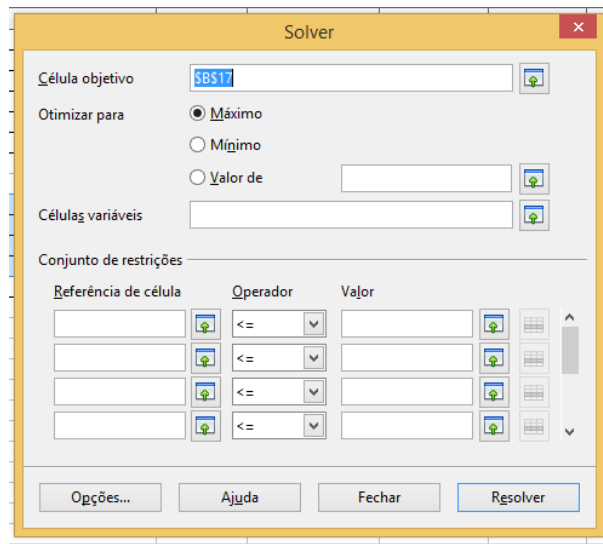 Solver
Célula objetivo $B$17
Otimizar para Máximo
Mínimo
Valor de
Células variáveis
Conjunto de restrições
Referência de célula Operador Valor
<=
<=
<=
<=
Opções... Ajuda Fechar Resolver